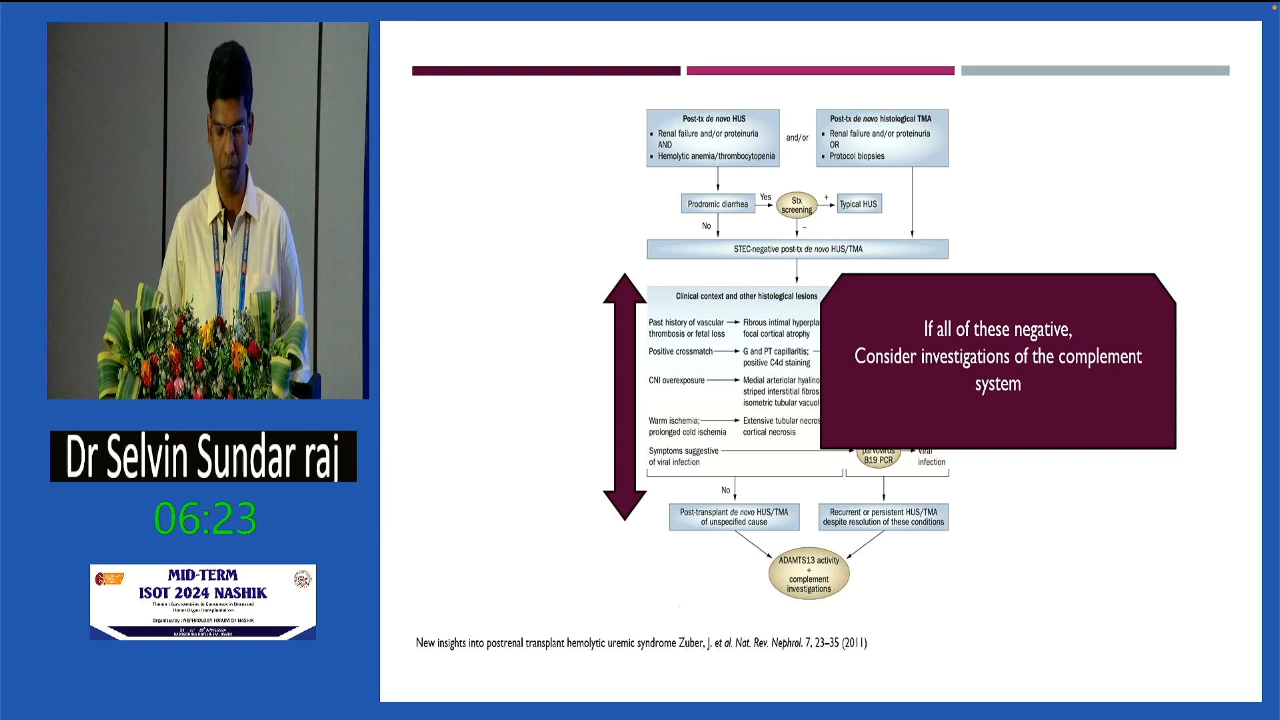 Post-tx de novo HUS
▪ Renal failure and/or proteinuria
AND
▪ Hemolytic anemia/thrombocytopenia
and/or
Post-tx de novo histological TMA
▪ Renal failure and/or proteinuria
OR
▪ Protocol biopsies
Prodromic diarrhea
Yes
Stx
screening
+
Typical HUS
No
–
STEC-negative post-tx de novo HUS/TMA
Clinical context and other histological lesions
Past history of vascular
thrombosis or fetal loss
Fibrous intimal hyperpla
focal cortical atrophy
Positive crossmatch
G and PT capillaritis;
positive C4d staining
CNI overexposure
Medial arteriolar hyalino
striped interstitial fibros
isometric tubular vacuol
Warm ischemia;
prolonged cold ischemia
Extensive tubular necros
cortical necrosis
Symptoms suggestive
of viral infection
parvovirus
B19 PCR
Viral
infection
If all of these negative,
Consider investigations of the complement
system
No
Post-transplant de novo HUS/TMA
of unspecified cause
Recurrent or persistent HUS/TMA
despite resolution of these conditions
ADAMTS13 activity
+
complement
investigations
New insights into postrenal transplant hemolytic uremic syndrome Zuber, J. et al. Nat. Rev. Nephrol. 7, 23–35 (2011)
Dr Selvin Sundar raj
06:23
MID-TERM
ISOT 2024 NASHIK
Organised by : NEPHROLOGY FORUM OF NASHIK